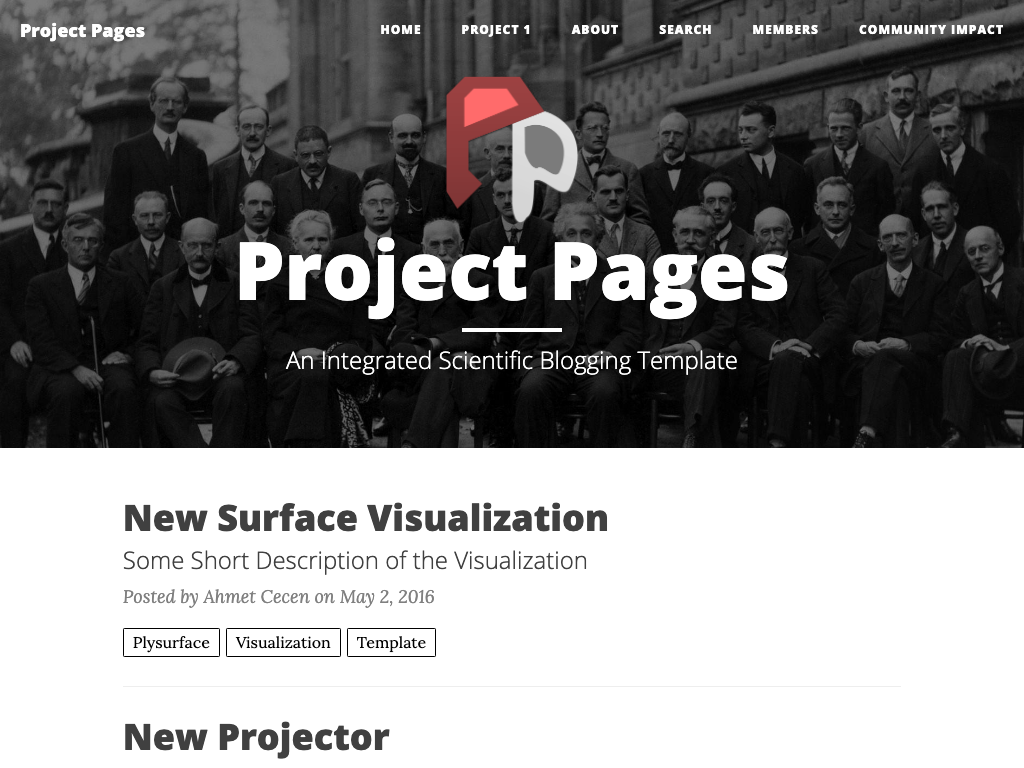 Project Pages
HOME PROJECT 1 ABOUT SEARCH MEMBERS COMMUNITY IMPACT
Project Pages
An Integrated Scientific Blogging Template
New Surface Visualization
Some Short Description of the Visualization
Posted by Ahmet Cecen on May 2, 2016
Plysurface Visualization Template
New Projector